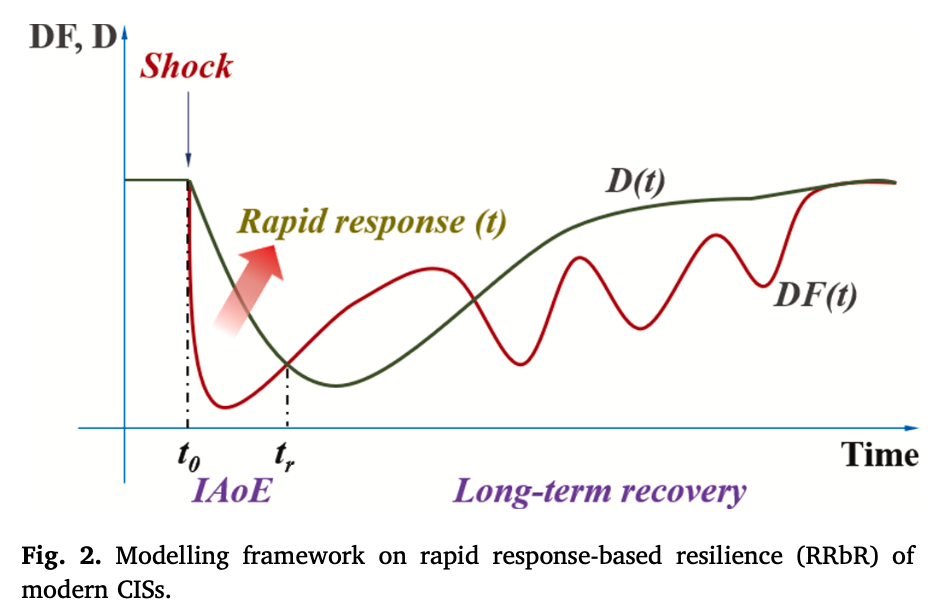 DF, D
Shock
D(t)
Rapid response (t)
DF(t)
t0 tr Time
IAoE Long-term recovery
Fig. 2. Modelling framework on rapid response-based resilience (RRbR) of
modern CISs.